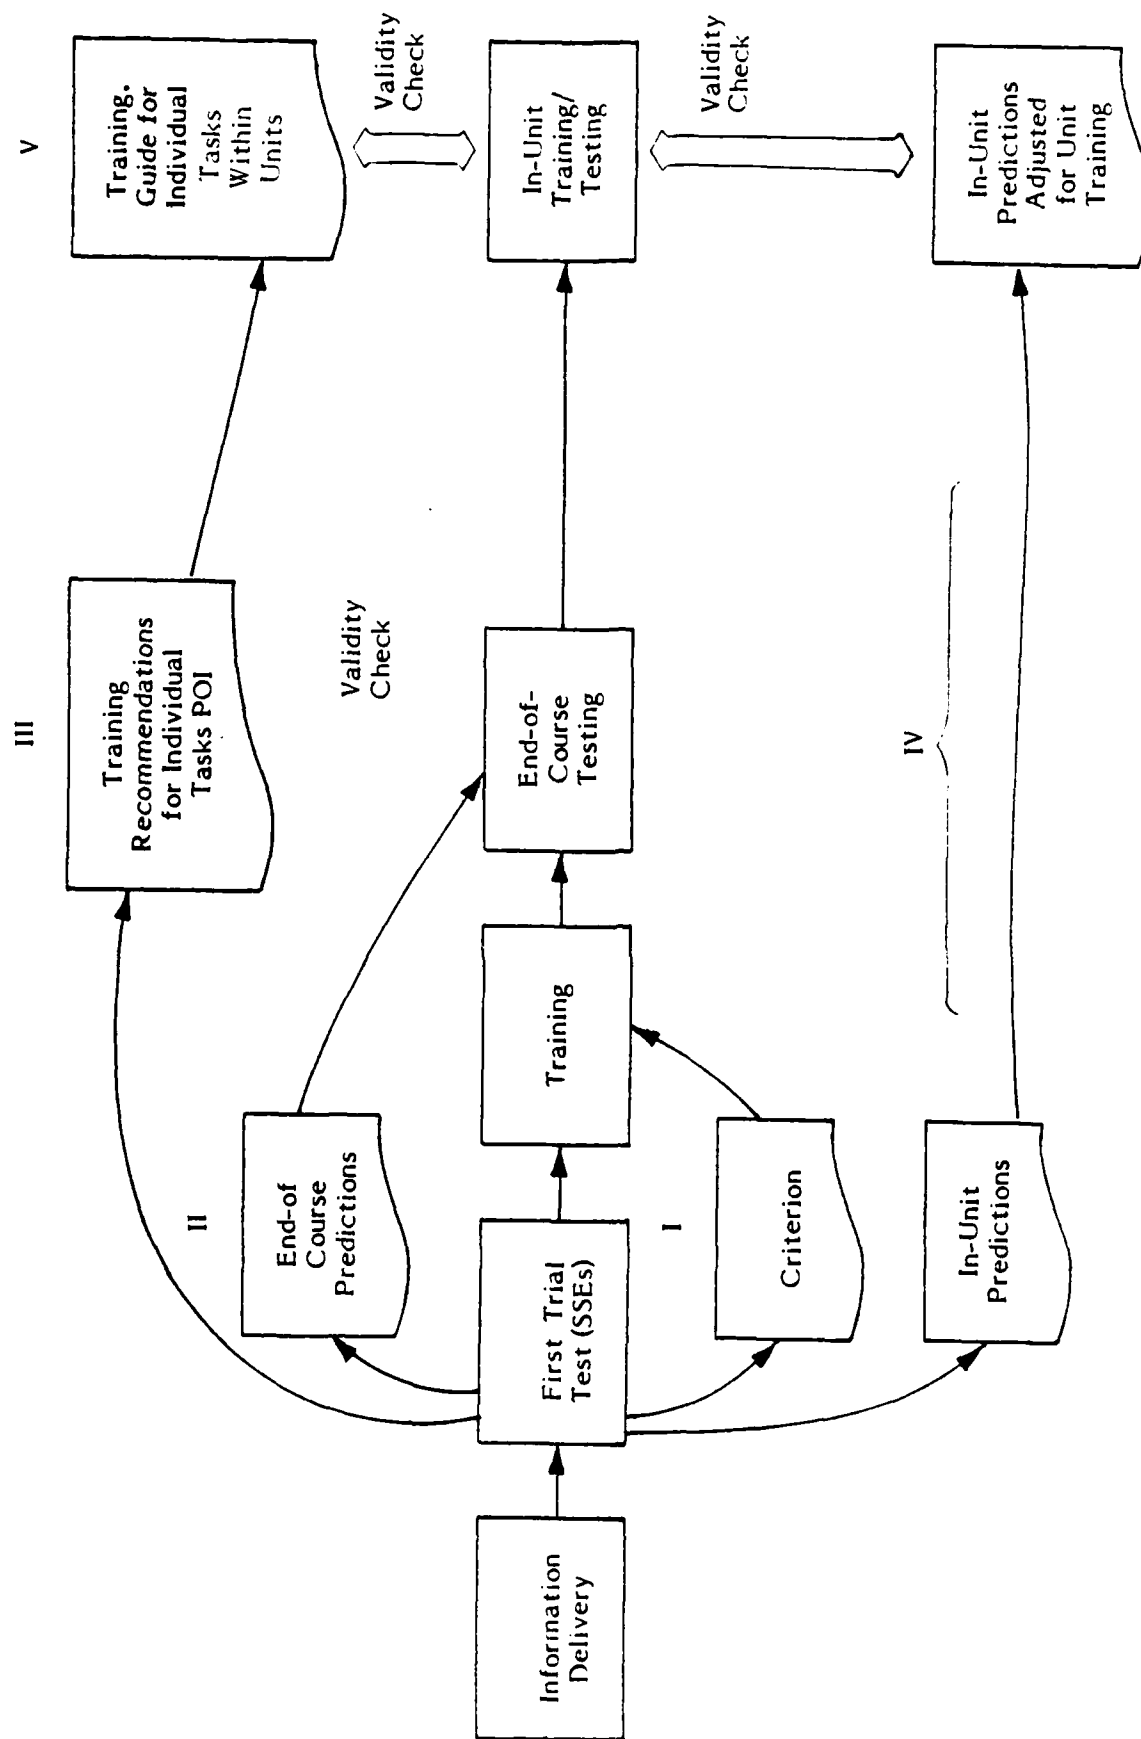 III
V
Training
Recommendations
for Individual
Tasks POI
Training.
Guide for
Individual
Tasks
Within
Units
II
End-of
Course
Predictions
Validity
Check
Validity
Check
Information
Delivery
First Trial
Test (SSEs)
Training
End-of-
Course
Testing
In-Unit
Training/
Testing
I
Criterion
Validity
Check
IV
In-Unit
Predictions
In-Unit
Predictions
Adjusted
for Unit
Training